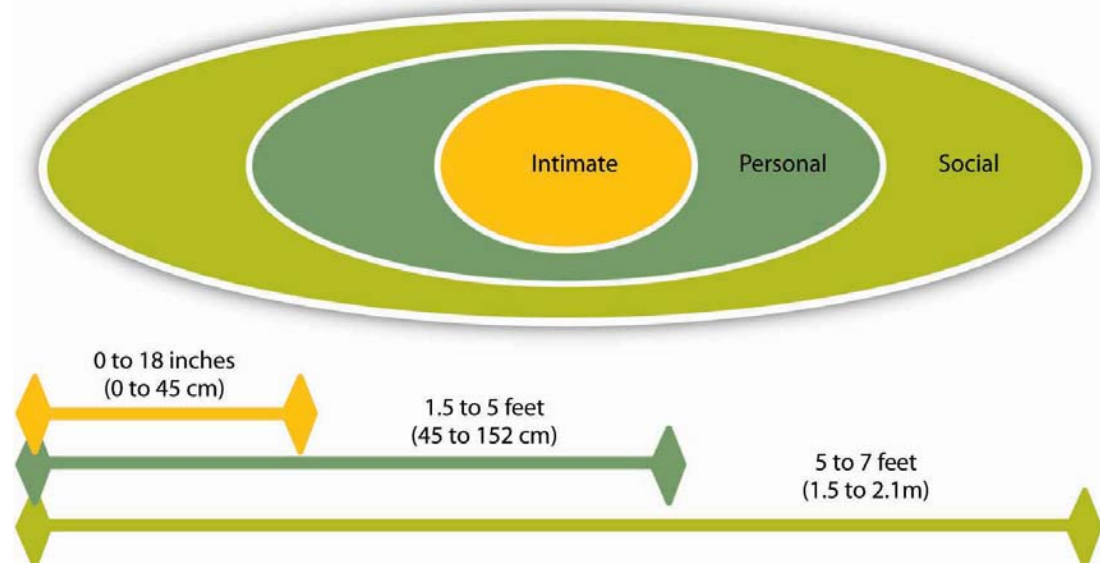 Intimate
Personal
Social
0 to 18 inches
(0 to 45 cm)
1.5 to 5 feet
(45 to 152 cm)
5 to 7 feet
(1.5 to 2.1m)